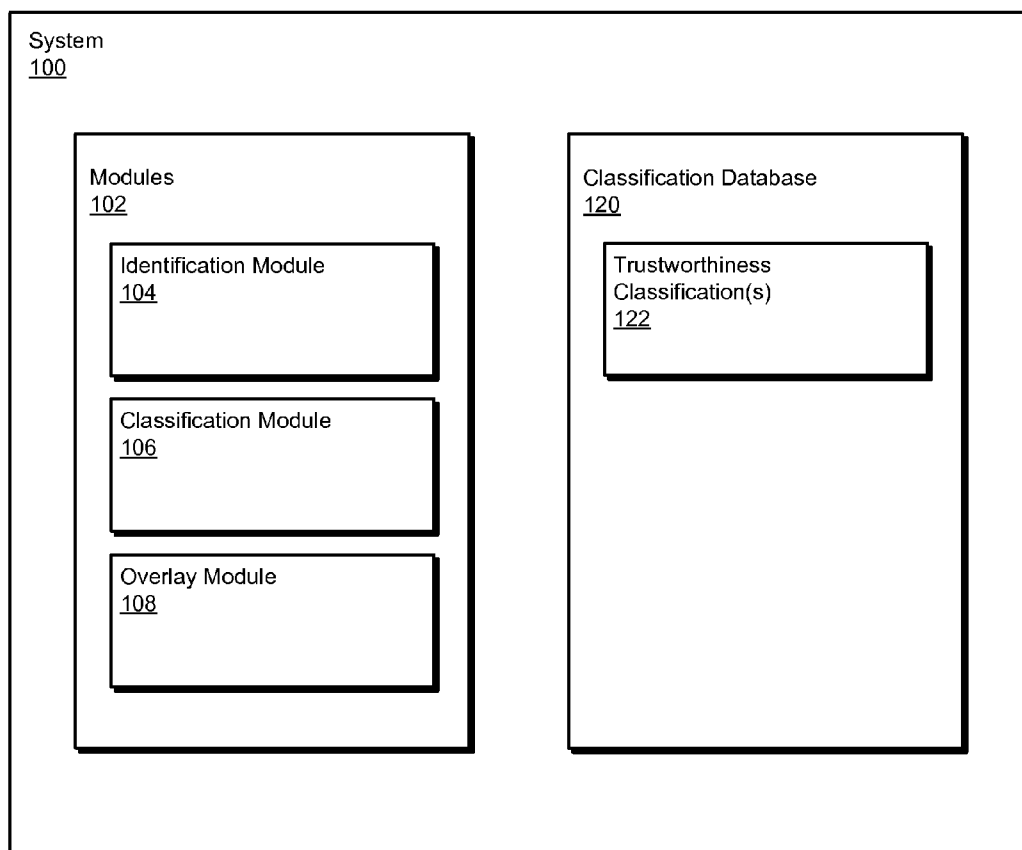 System
100
Modules
102
Identification Module
104
Classification Module
106
Overlay Module
108
Classification Database
120
Trustworthiness
Classification(s)
122